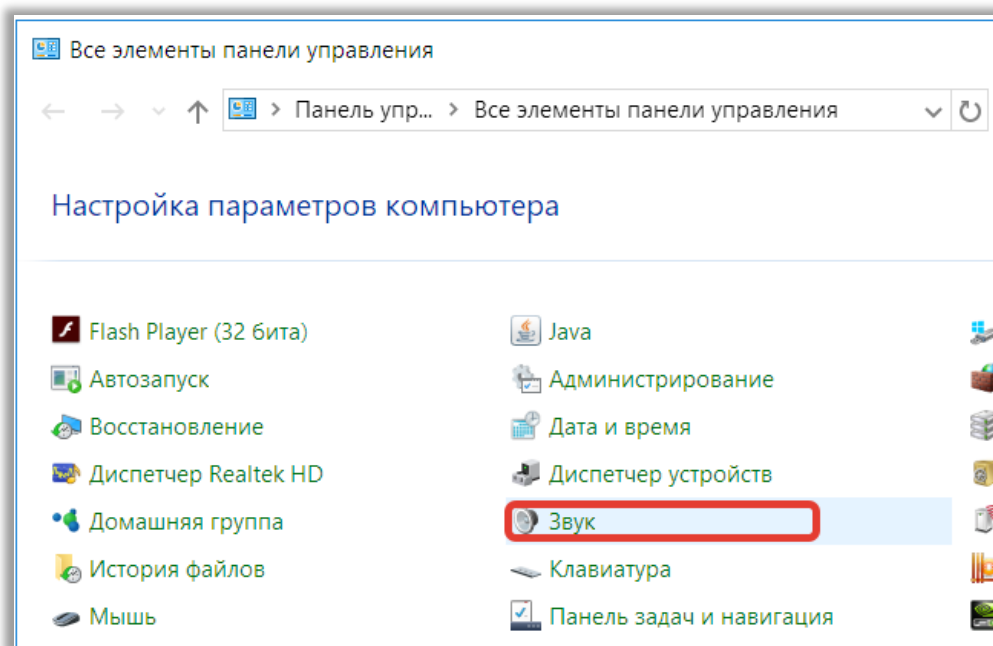 Все элементы панели управления
Панель упр... > Все элементы панели управления
Настройка параметров компьютера
Flash Player (32 бита)
Java
Автозапуск
Администрирование
Восстановление
Дата и время
Диспетчер Realtek HD
Диспетчер устройств
Домашняя группа
Звук
История файлов
Клавиатура
Мышь
Панель задач и навигация